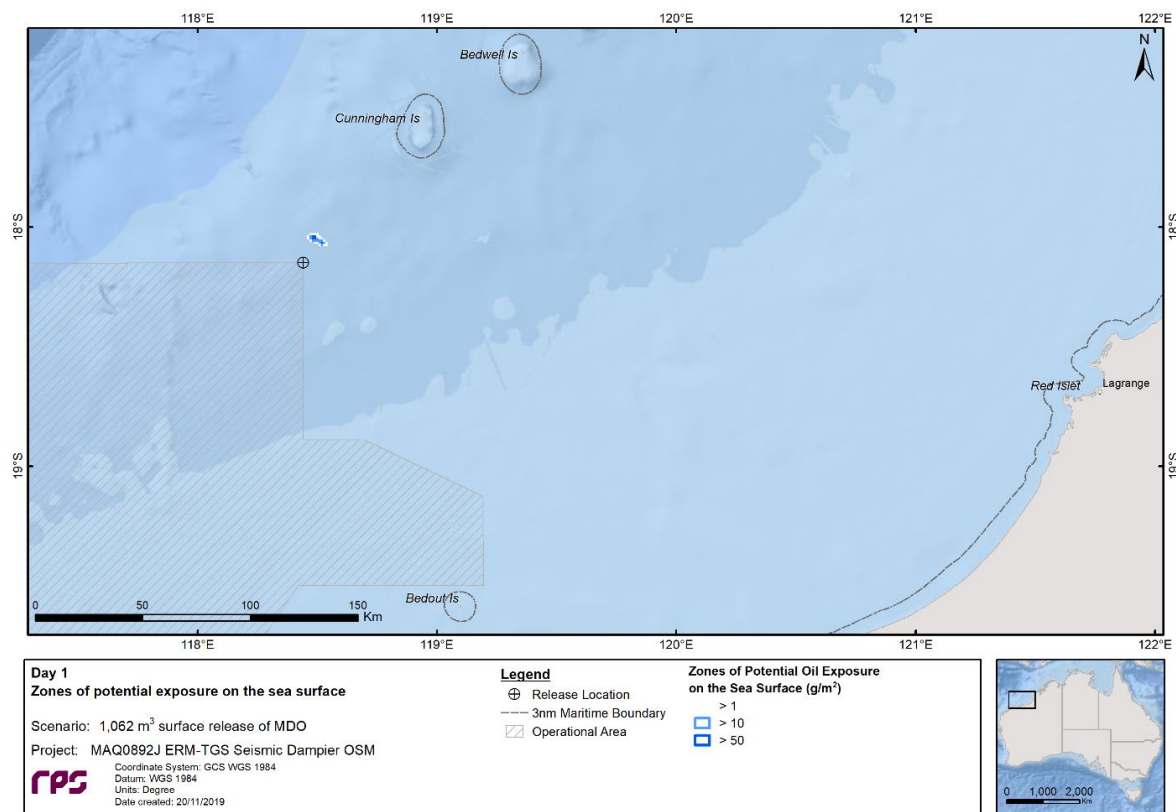 118°E 119°E 120°E 121°E 122°E
N
Bedwell Is
Cunningham Is
18°S 18°S
Red Islet Lagrange
19°S 19°S
Bedout Is
0 50 100 150
Km
118°E 119°E 120°E 121°E 122°E
Day 1
Zones of potential exposure on the sea surface
Scenario: 1,062 m³ surface release of MDO
Project: MAQ0892J ERM-TGS Seismic Dampier OSM
rps
Coordinate System: GCS WGS 1984
Datum: WGS 1984
Units: Degree
Date created: 20/11/2019
Legend
Release Location
3nm Maritime Boundary
Operational Area
Zones of Potential Oil Exposure
on the Sea Surface (g/m²)
> 1
> 10
> 50
0 1,000 2,000
Km